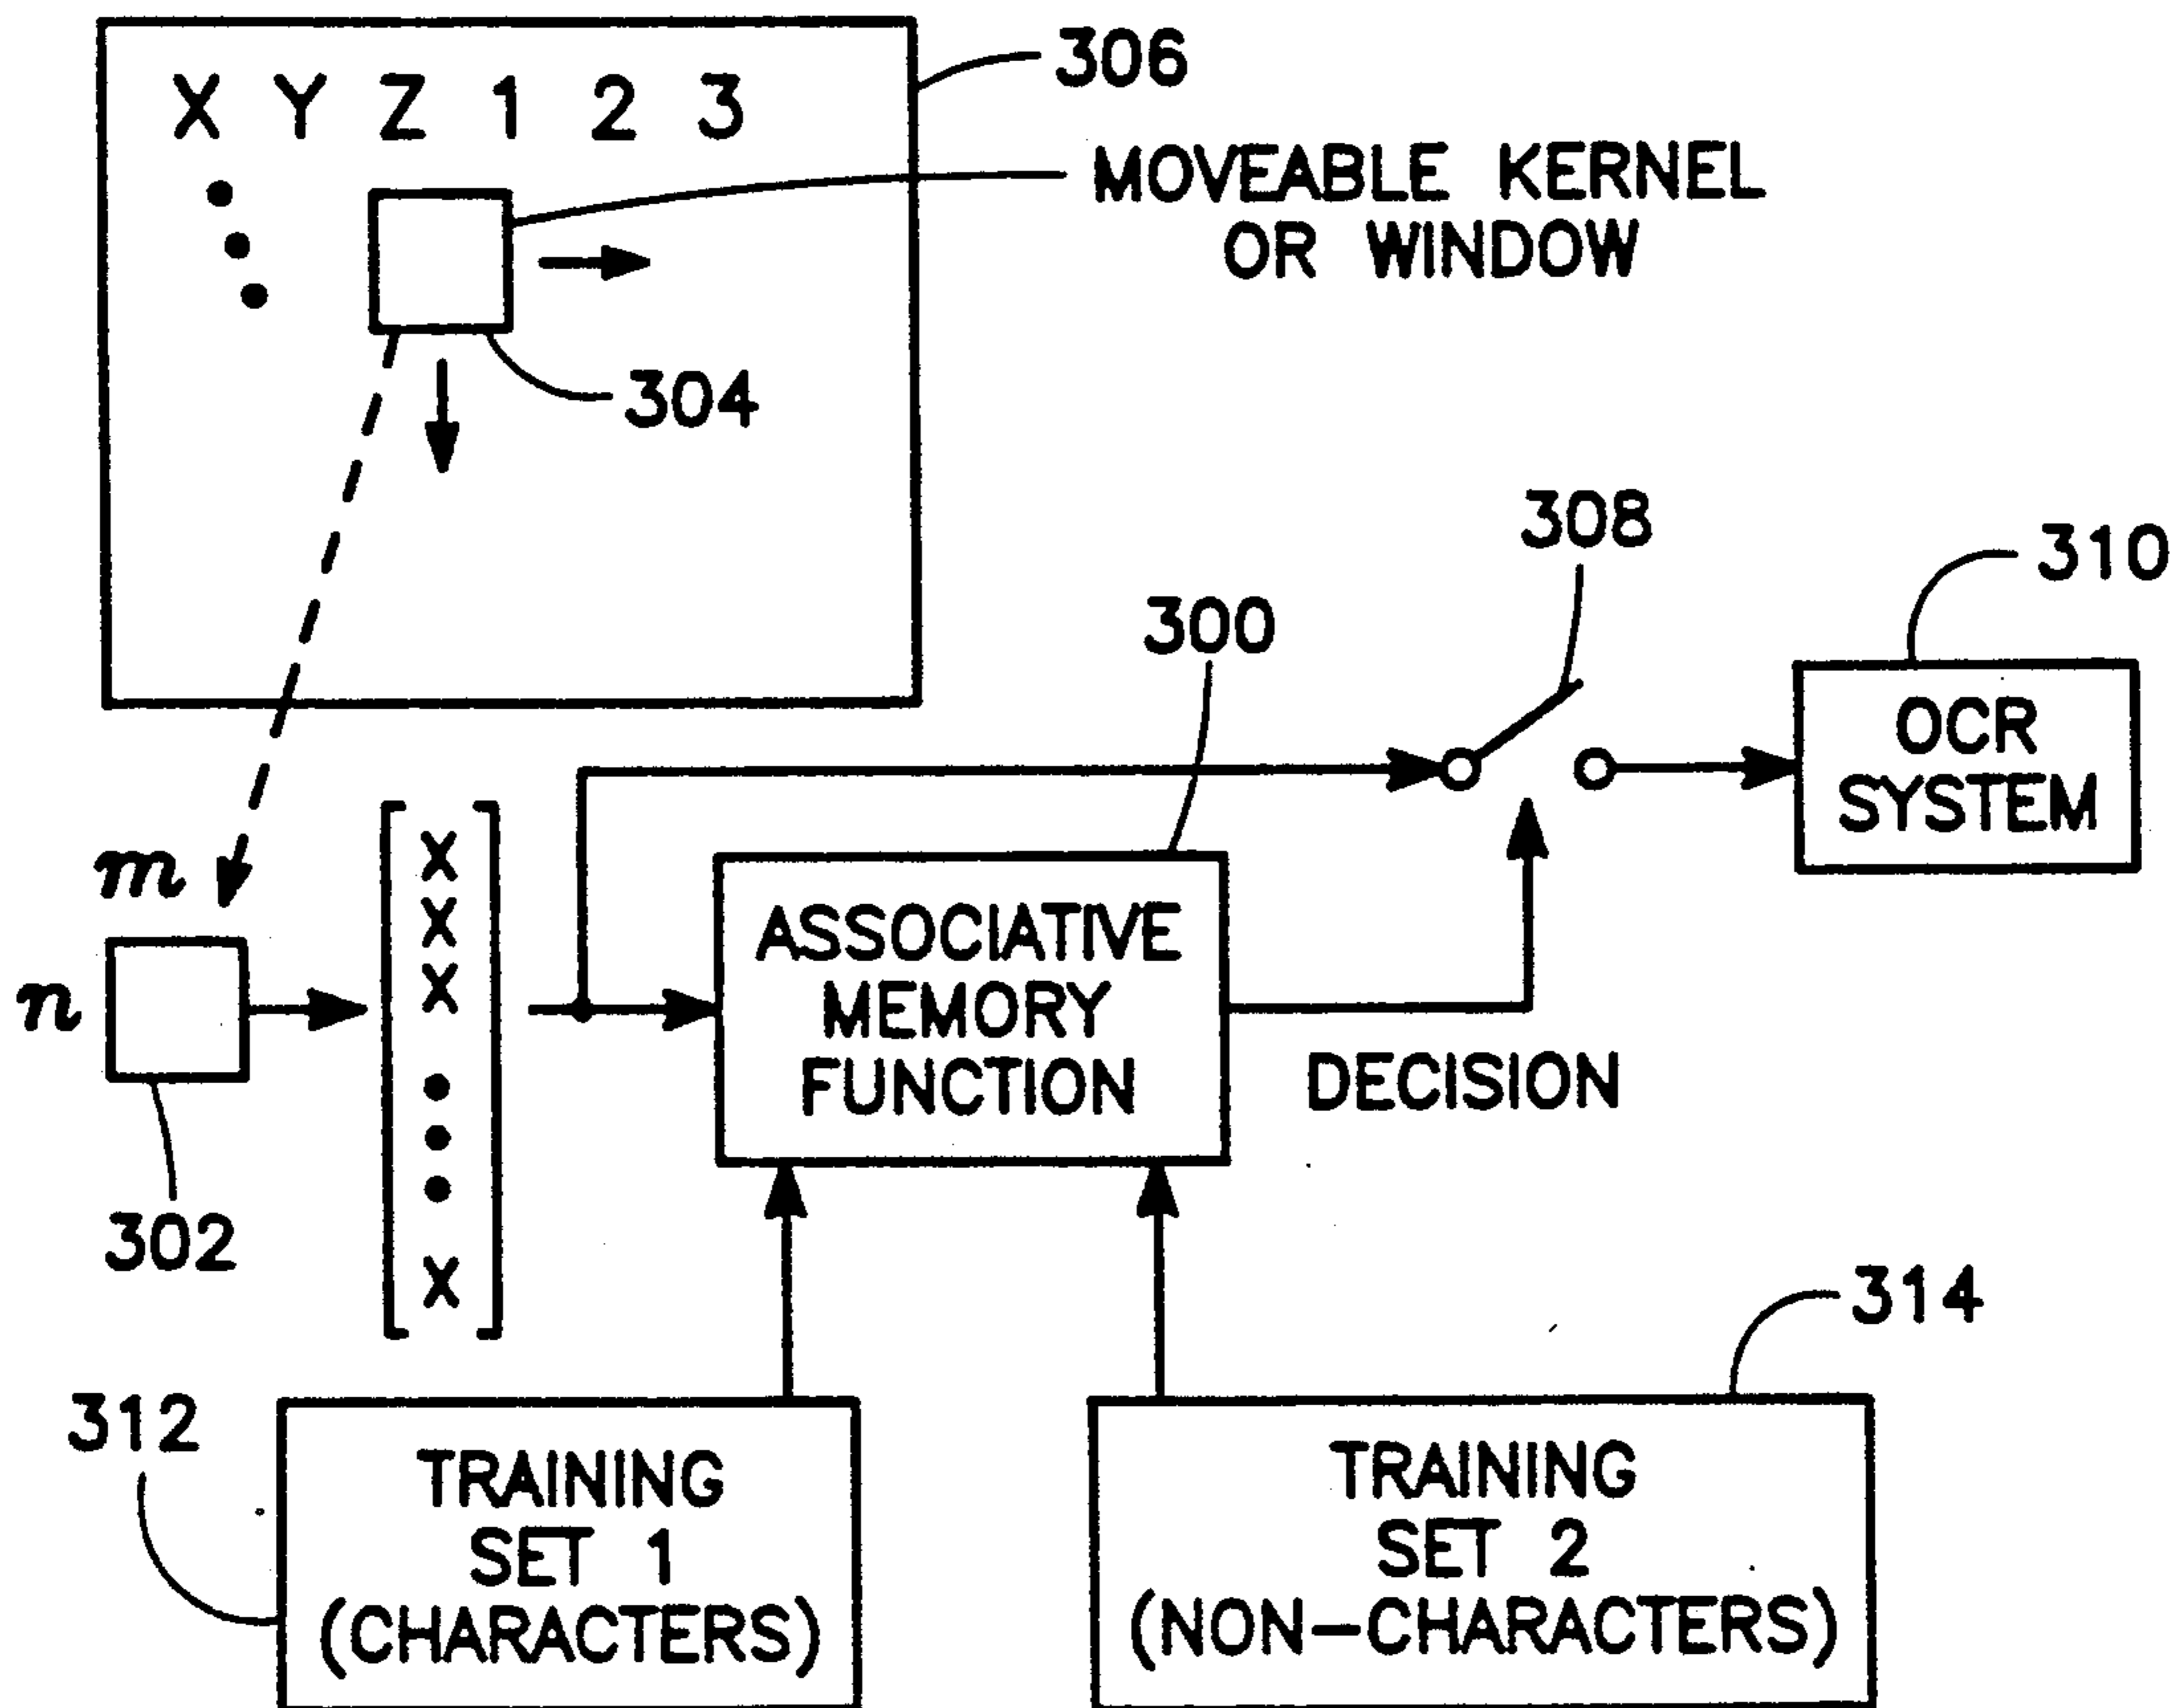 306
X Y Z 1 2 3
MOVEABLE KERNEL
OR WINDOW
304
308
310
300
OCR
SYSTEM
m
n
X
X
X
X
ASSOCIATIVE
MEMORY
FUNCTION
DECISION
302
314
312
TRAINING
SET 1
(CHARACTERS)
TRAINING
SET 2
(NON-CHARACTERS)